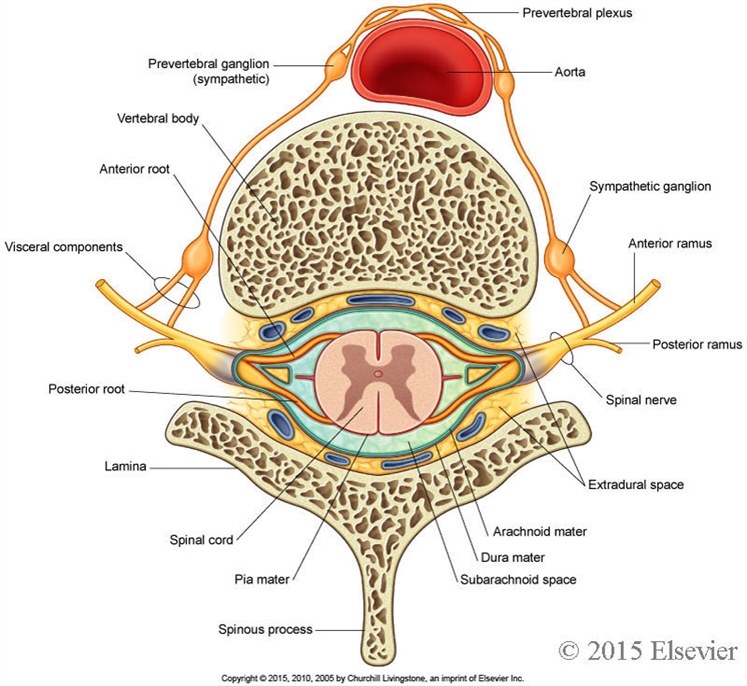 Prevertebral plexus
Prevertebral ganglion
(sympathetic)
Aorta
Vertebral body
Anterior root
Sympathetic ganglion
Visceral components
Anterior ramus
Posterior ramus
Posterior root
Spinal nerve
Lamina
Extradural space
Arachnoid mater
Spinal cord
Dura mater
Pia mater
Subarachnoid space
Spinous process
© 2015 Elsevier
Copyright © 2015, 2010, 2005 by Churchill Livingstone, an imprint of Elsevier Inc.